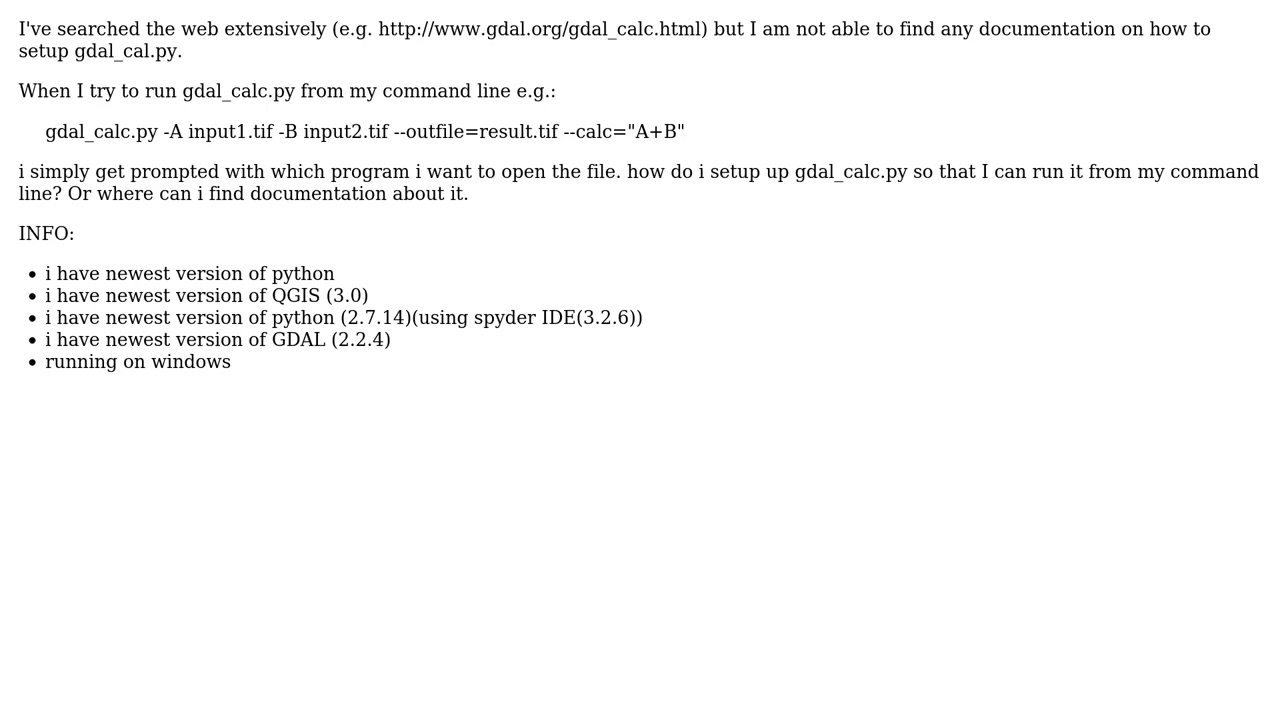 I've searched the web extensively (e.g. http://www.gdal.org/gdal_calc.html) but I am not able to find any documentation on how to
setup gdal_cal.py.
When I try to run gdal_calc.py from my command line e.g.:
gdal_calc.py -A input1.tif -B input2.tif --outfile=result.tif --calc="A+B"
i simply get prompted with which program i want to open the file. how do i setup up gdal_calc.py so that I can run it from my command
line? Or where can i find documentation about it.
INFO:
• i have newest version of python
• i have newest version of QGIS (3.0)
• i have newest version of python (2.7.14)(using spyder IDE(3.2.6))
• i have newest version of GDAL (2.2.4)
• running on windows